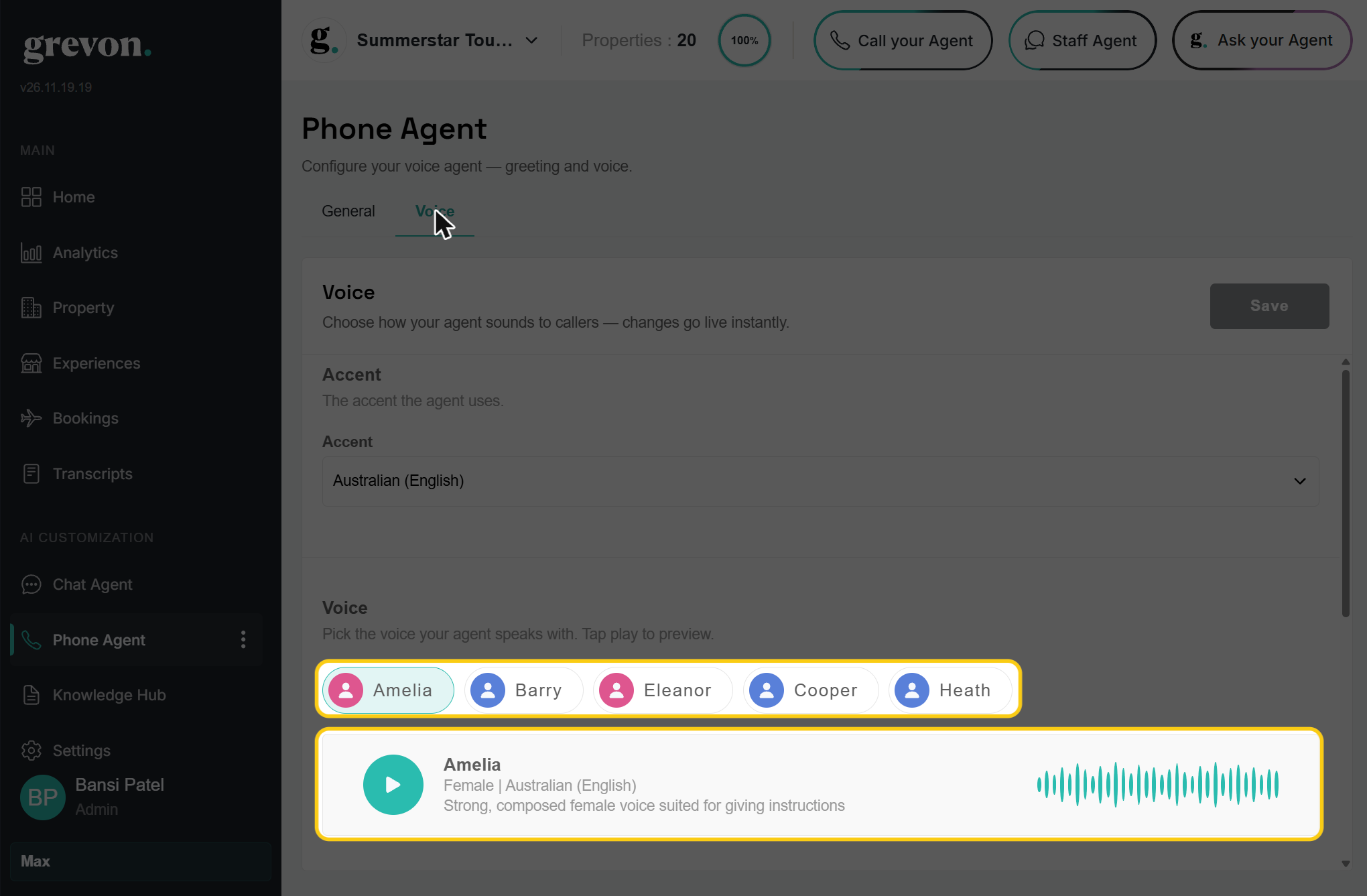 grevon.
v26.11.19.19
MAIN
Home
Analytics
Property
Experiences
Bookings
Transcripts
AI CUSTOMIZATION
Chat Agent
Phone Agent
Knowledge Hub
Settings
BP
Bansi Patel
Admin
Max
g. Summerstar Tou...
Properties : 20
100%
Call your Agent
Staff Agent
g. Ask your Agent
Phone Agent
Configure your voice agent — greeting and voice.
General Voice
Voice
Choose how your agent sounds to callers — changes go live instantly.
Save
Accent
The accent the agent uses.
Accent
Australian (English)
Voice
Pick the voice your agent speaks with. Tap play to preview.
Amelia Barry Eleanor Cooper Heath
Amelia
Female | Australian (English)
Strong, composed female voice suited for giving instructions